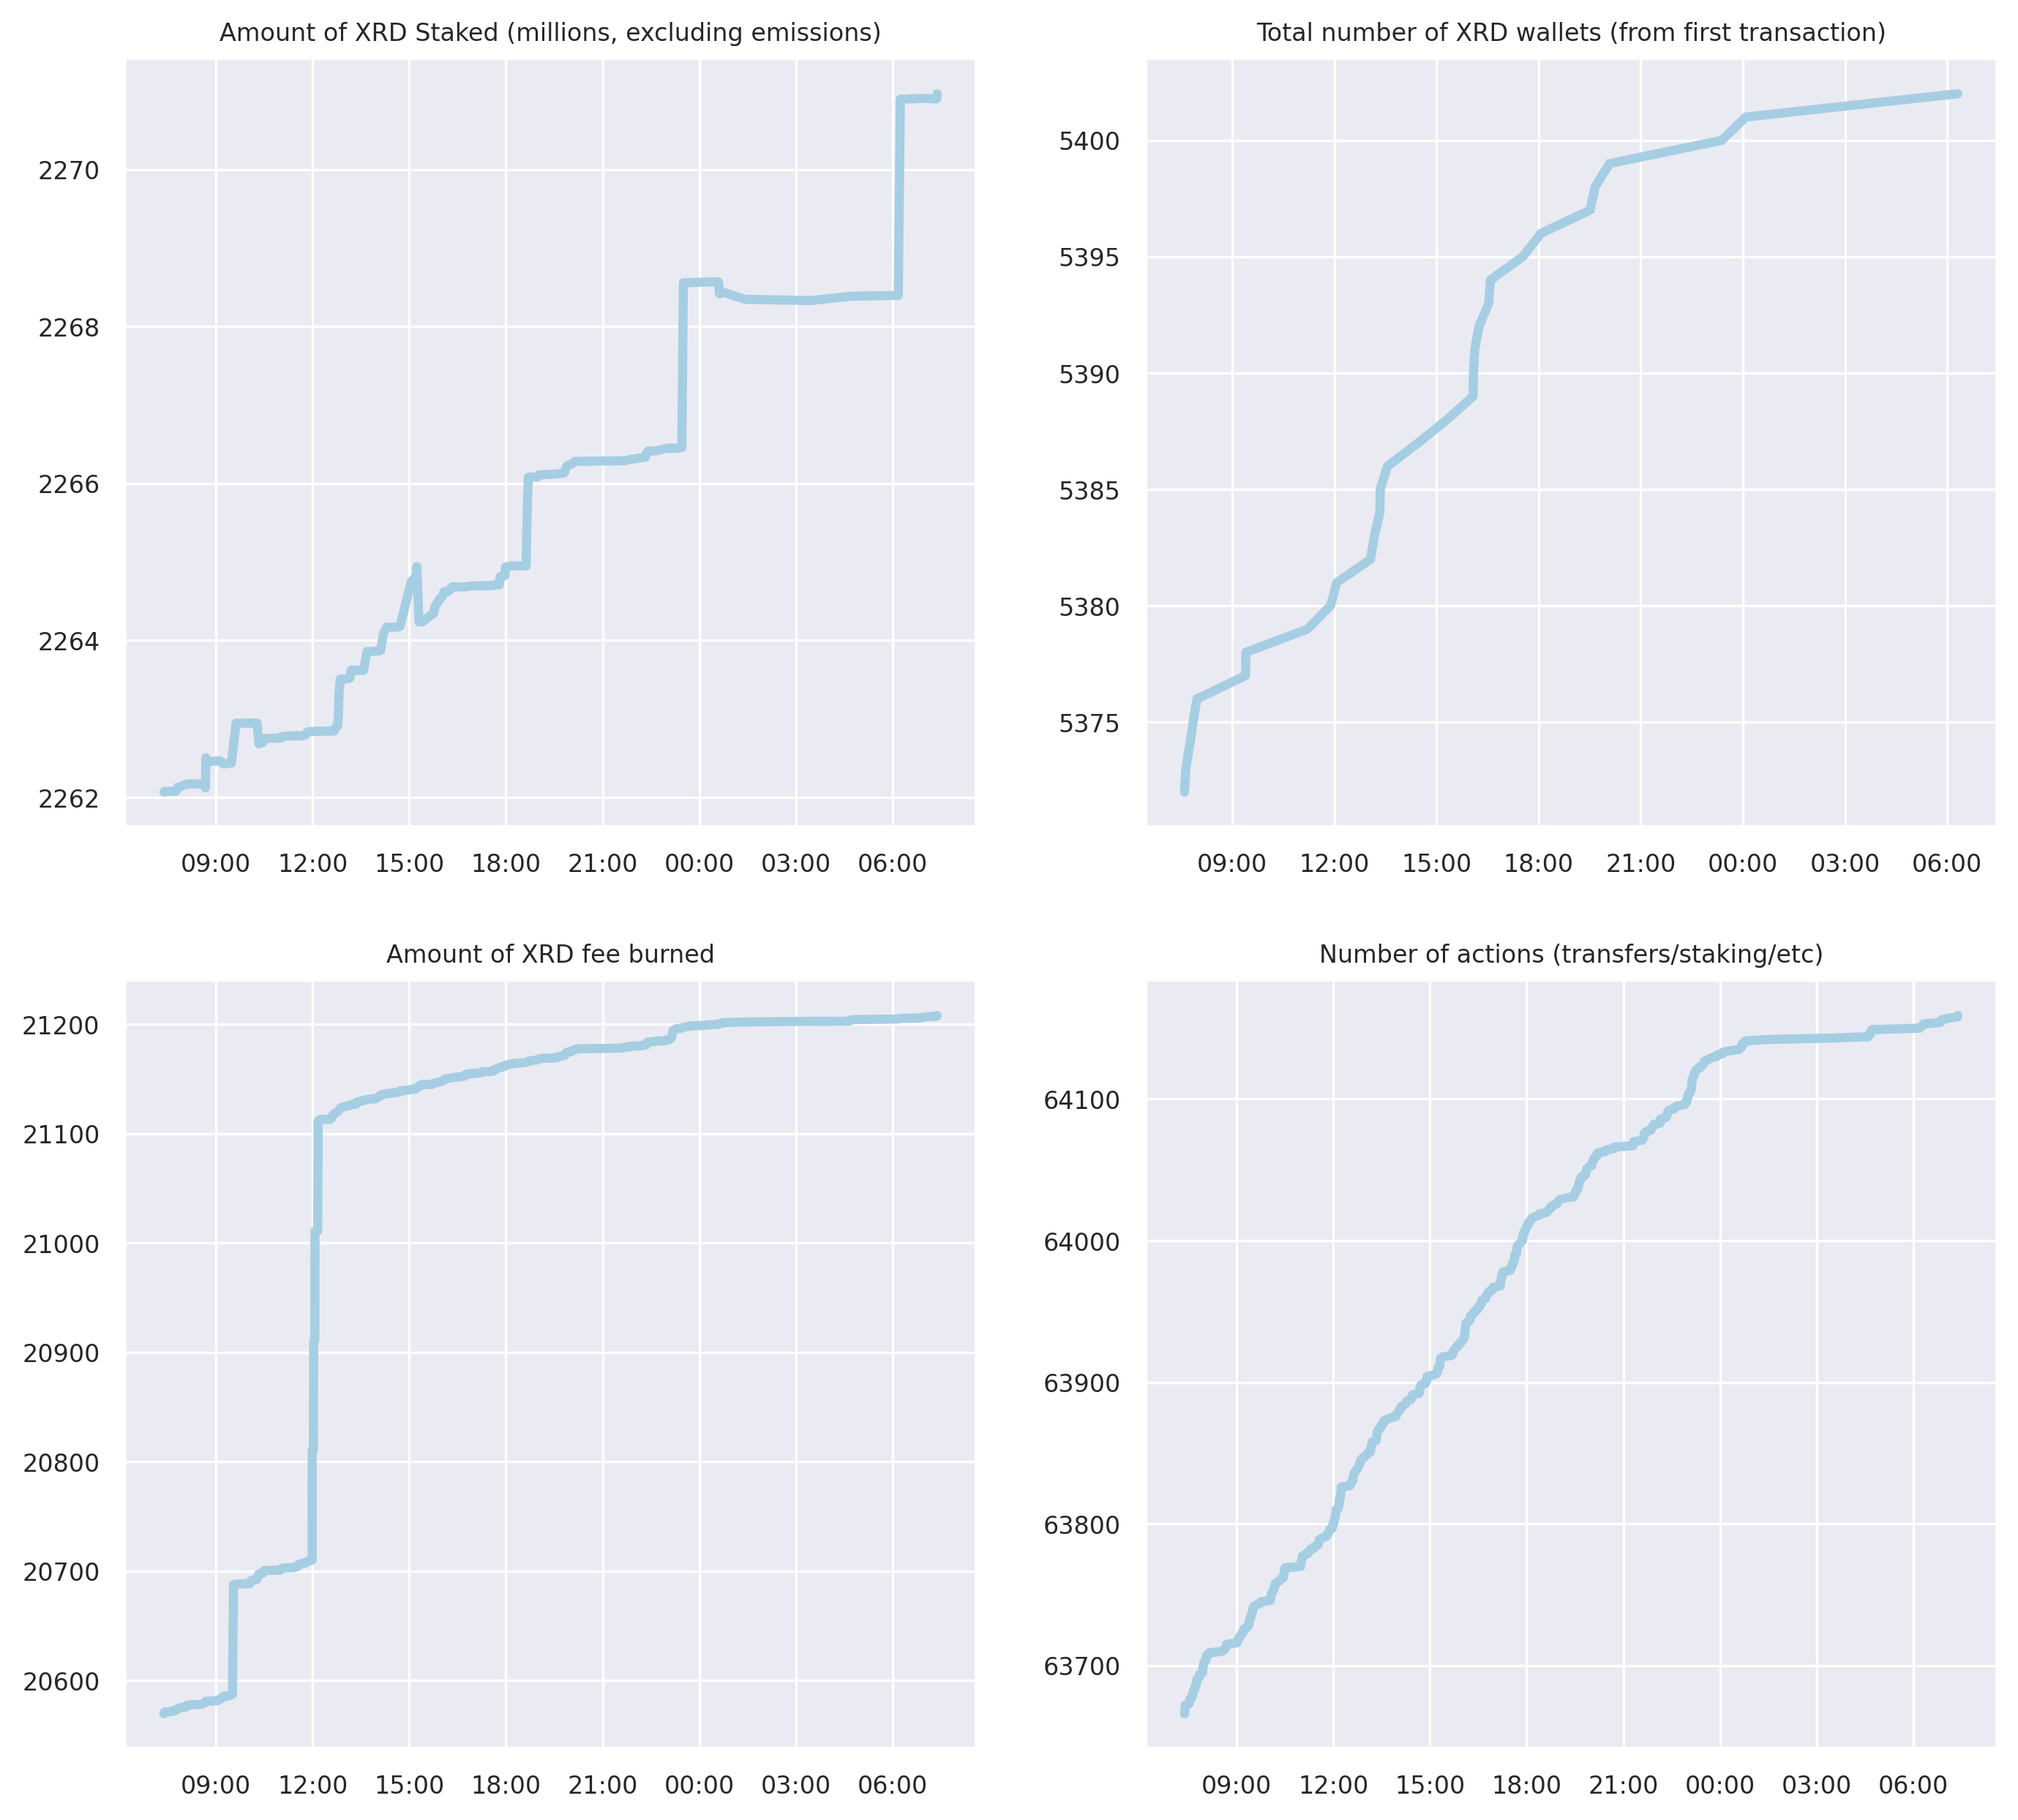 Amount of XRD Staked (millions, excluding emissions)
2270
2268
2266
2264
2262
09:00 12:00 15:00 18:00 21:00 00:00 03:00 06:00
Total number of XRD wallets (from first transaction)
5400
5395
5390
5385
5380
5375
09:00 12:00 15:00 18:00 21:00 00:00 03:00 06:00
Amount of XRD fee burned
21200
21100
21000
20900
20800
20700
20600
09:00 12:00 15:00 18:00 21:00 00:00 03:00 06:00
Number of actions (transfers/staking/etc)
64100
64000
63900
63800
63700
09:00 12:00 15:00 18:00 21:00 00:00 03:00 06:00